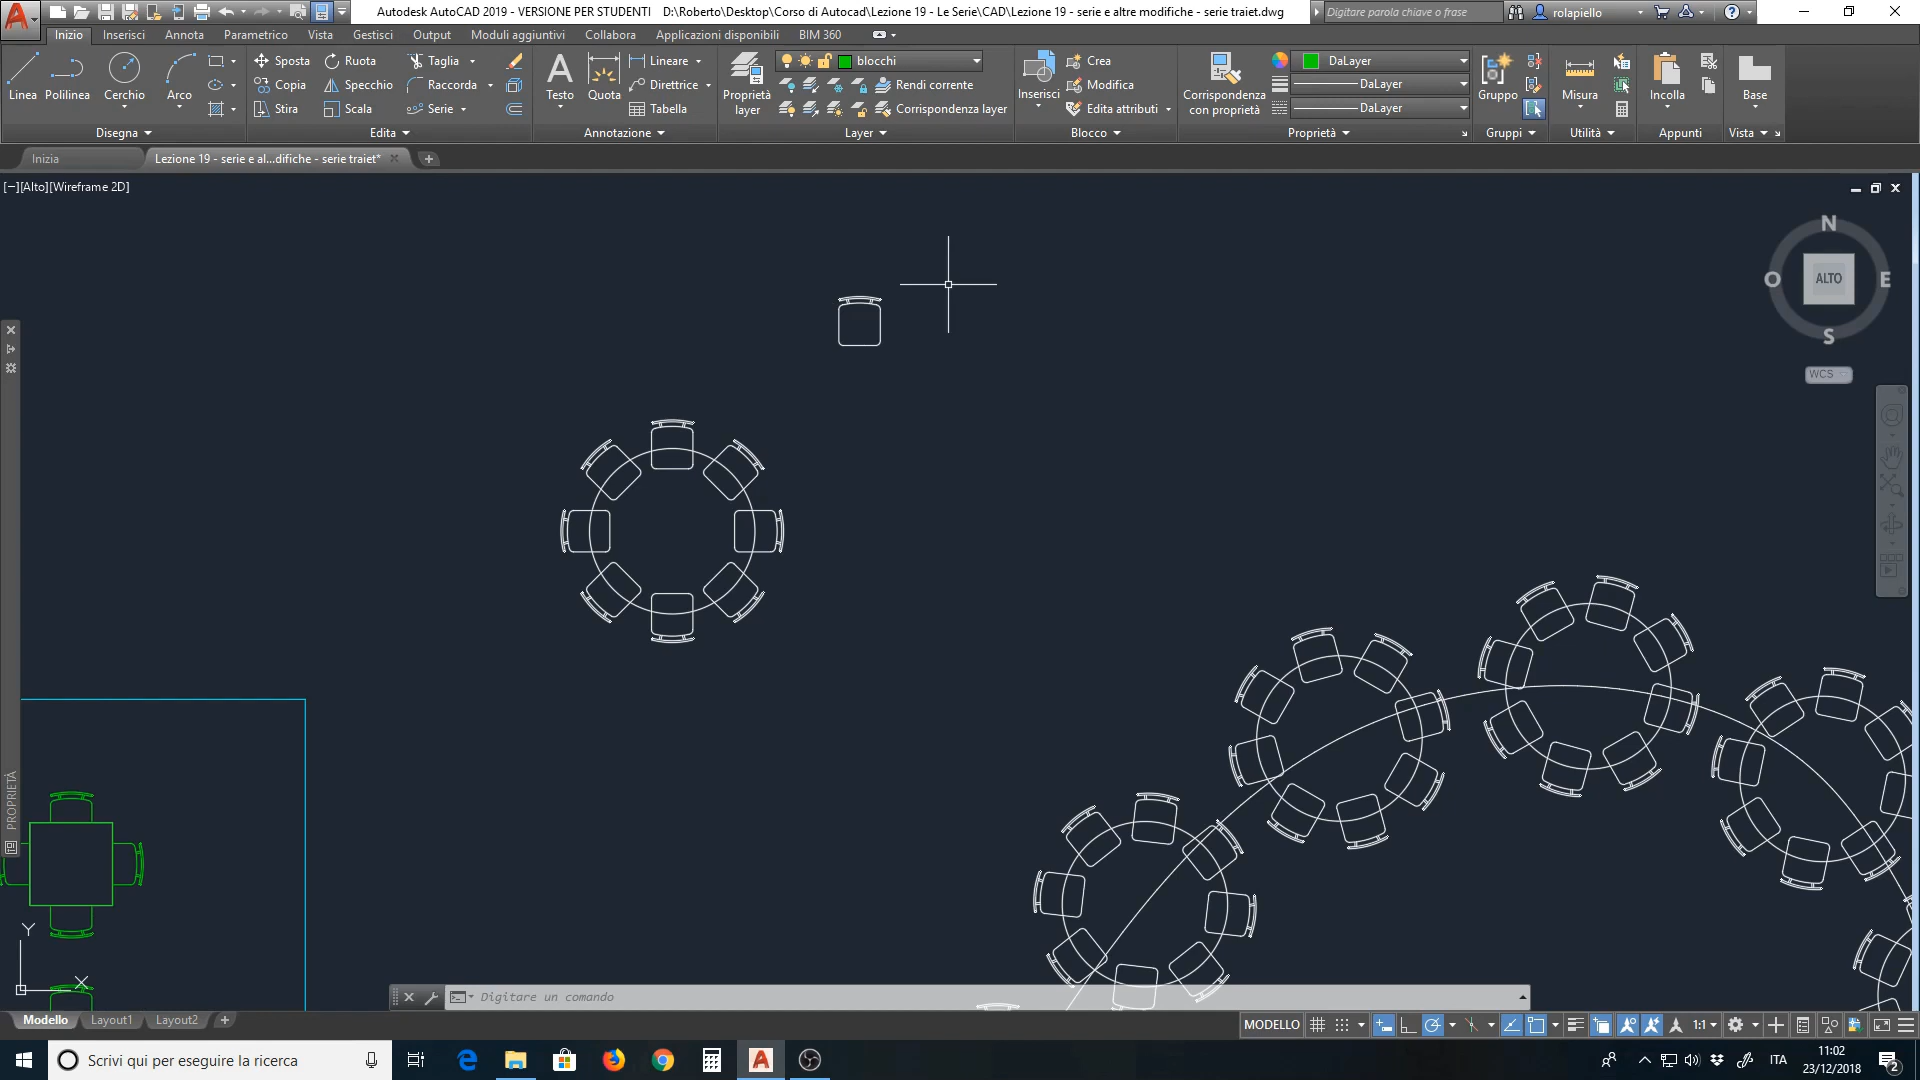 Autodesk AutoCAD 2019 - VERSIONE PER STUDENTI D:\Roberto\Desktop\Corso di Autocad\Lezione 19 - Le Serie\CAD\Lezione 19 - serie e altre modifiche - serie traiet.dwg
Digitare parola chiave o frase
rolapiello
Inizio Inserisci Annota Parametrico Vista Gestisci Output Moduli aggiuntivi Collabora Applicazioni disponibili BIM 360
Linea Polilinea Cerchio Arco
Sposta Ruota Taglia
Copia Specchio Raccorda
Stira Scala Serie
Testo Quota
Lineare
Direttrice
Tabella
Proprietà layer
blocchi
Rendi corrente
Corrispondenza layer
Inserisci
Crea
Modifica
Edita attributi
Corrispondenza con proprietà
DaLayer
DaLayer
DaLayer
Gruppo
Misura
Incolla
Base
Disegna Edita Annotazione Layer Blocco Proprietà Gruppi Utilità Appunti Vista
Inizia Lezione 19 - serie e al...difiche - serie traiet*
[−][Alto][Wireframe 2D]
N
O ALTO E
S
WCS
PROPRIETÀ
Y
X
Digitare un comando
Modello Layout1 Layout2
MODELLO 1:1
Scrivi qui per eseguire la ricerca
ITA
11:02
23/12/2018
2